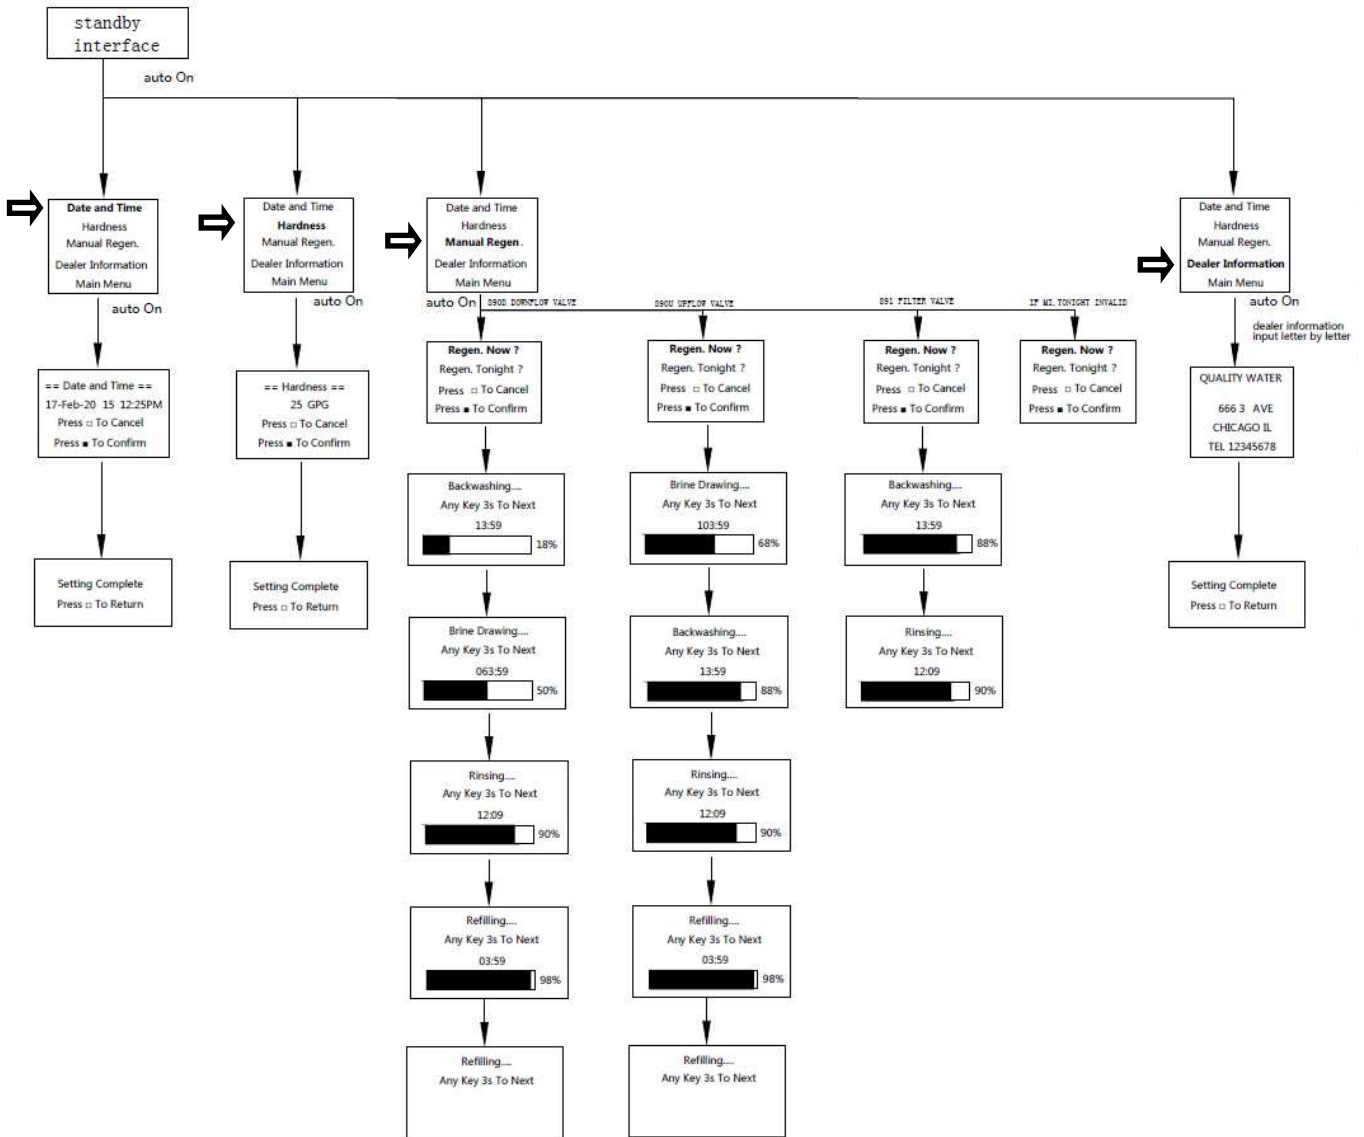 standby
interface
auto On
Date and Time
Hardness
Manual Regen.
Dealer Information
Main Menu
auto On
== Date and Time ==
17-Feb-20 15 12:25PM
Press □ To Cancel
Press ■ To Confirm
Setting Complete
Press □ To Return
Date and Time
Hardness
Manual Regen.
Dealer Information
Main Menu
auto On
== Hardness ==
25 GPG
Press □ To Cancel
Press ■ To Confirm
Setting Complete
Press □ To Return
Date and Time
Hardness
Manual Regen.
Dealer Information
Main Menu
auto On
S90D DOWNFLOW VALVE
Regen. Now ?
Regen. Tonight ?
Press □ To Cancel
Press ■ To Confirm
Backwashing....
Any Key 3s To Next
13:59
18%
Brine Drawing....
Any Key 3s To Next
063:59
50%
Rinsing....
Any Key 3s To Next
12:09
90%
Refilling....
Any Key 3s To Next
03:59
98%
Refilling....
Any Key 3s To Next
S90U UPFLOW VALVE
Regen. Now ?
Regen. Tonight ?
Press □ To Cancel
Press ■ To Confirm
Brine Drawing....
Any Key 3s To Next
103:59
68%
Backwashing....
Any Key 3s To Next
13:59
88%
Rinsing....
Any Key 3s To Next
12:09
90%
Refilling....
Any Key 3s To Next
03:59
98%
Refilling....
Any Key 3s To Next
S91 FILTER VALVE
Regen. Now ?
Regen. Tonight ?
Press □ To Cancel
Press ■ To Confirm
Backwashing....
Any Key 3s To Next
13:59
88%
Rinsing....
Any Key 3s To Next
12:09
90%
IF MI, TONIGHT INVALID
Regen. Now ?
Regen. Tonight ?
Press □ To Cancel
Press ■ To Confirm
Date and Time
Hardness
Manual Regen.
Dealer Information
Main Menu
auto On
dealer information
input letter by letter
QUALITY WATER
666 3 AVE
CHICAGO IL
TEL 12345678
Setting Complete
Press □ To Return